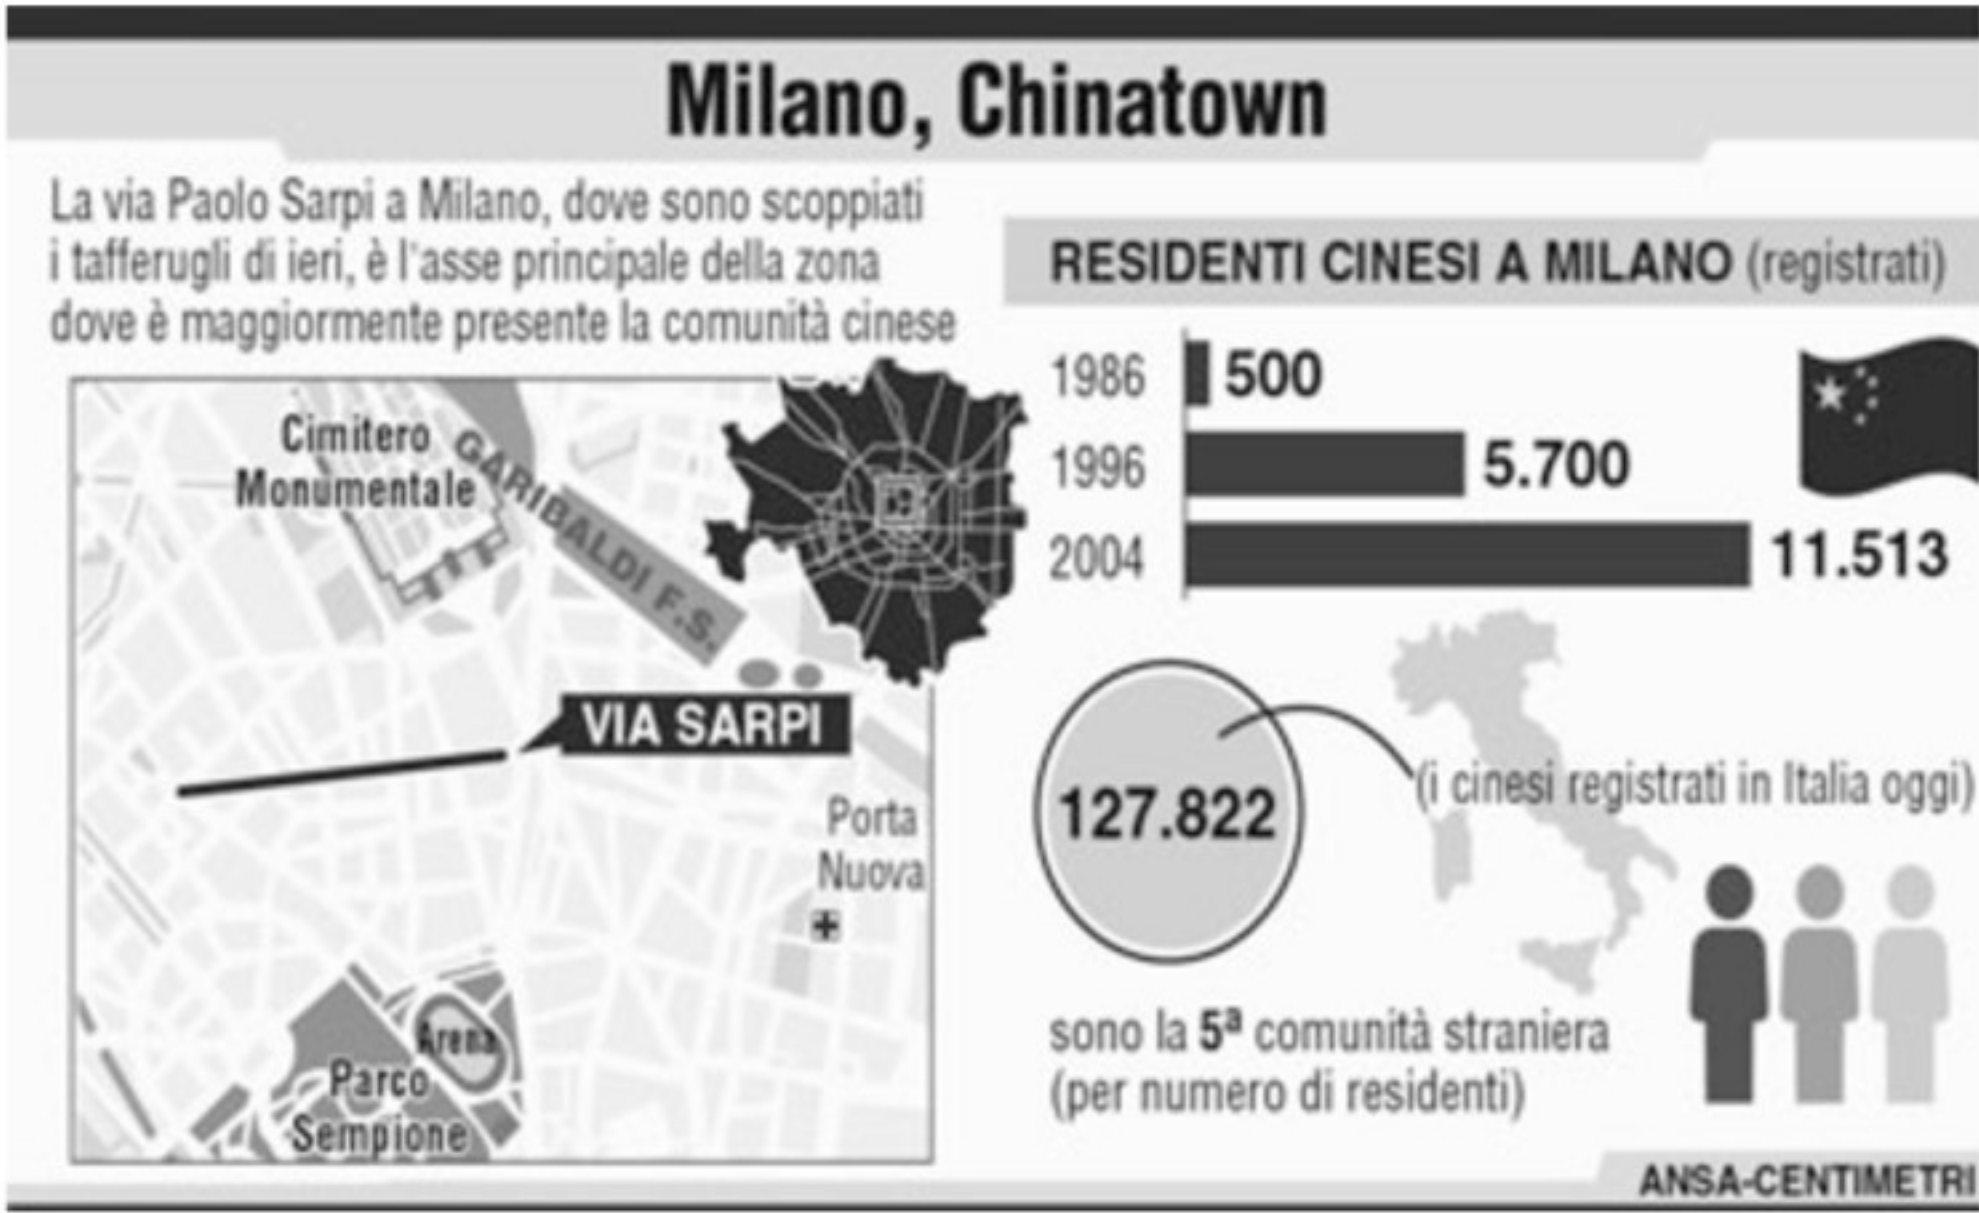 Milano, Chinatown
La via Paolo Sarpi a Milano, dove sono scoppiati
i tafferugli di ieri, è l'asse principale della zona
dove è maggiormente presente la comunità cinese
Cimitero
Monumentale
GARIBALDI F.S.
VIA SARPI
Porta
Nuova
Arena
Parco
Sempione
RESIDENTI CINESI A MILANO (registrati)
1986 500
1996 5.700
2004 11.513
127.822
(i cinesi registrati in Italia oggi)
sono la 5ª comunità straniera
(per numero di residenti)
ANSA-CENTIMETRI